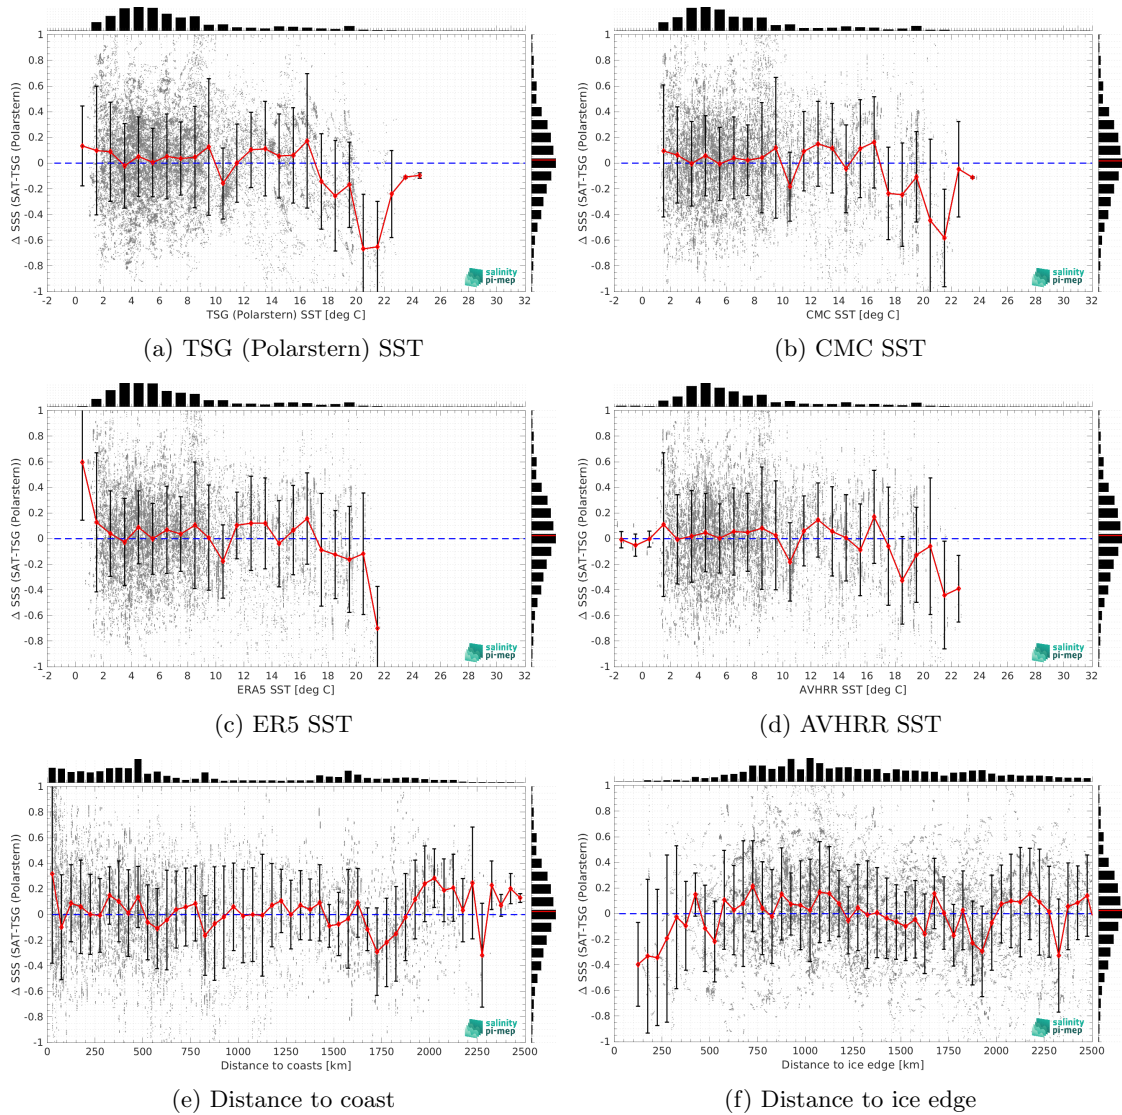 1
0.8
0.6
0.4
0.2
0
-0.2
-0.4
-0.6
-0.8
-1
Δ SSS (SAT-TSG (Polarstern))
salinity
pi-mep
-2 0 2 4 6 8 10 12 14 16 18 20 22 24 26 28 30 32
TSG (Polarstern) SST [deg C]
(a) TSG (Polarstern) SST
1
0.8
0.6
0.4
0.2
0
-0.2
-0.4
-0.6
-0.8
-1
Δ SSS (SAT-TSG (Polarstern))
salinity
pi-mep
-2 0 2 4 6 8 10 12 14 16 18 20 22 24 26 28 30 32
CMC SST [deg C]
(b) CMC SST
1
0.8
0.6
0.4
0.2
0
-0.2
-0.4
-0.6
-0.8
-1
Δ SSS (SAT-TSG (Polarstern))
salinity
pi-mep
-2 0 2 4 6 8 10 12 14 16 18 20 22 24 26 28 30 32
ERA5 SST [deg C]
(c) ER5 SST
1
0.8
0.6
0.4
0.2
0
-0.2
-0.4
-0.6
-0.8
-1
Δ SSS (SAT-TSG (Polarstern))
salinity
pi-mep
-2 0 2 4 6 8 10 12 14 16 18 20 22 24 26 28 30 32
AVHRR SST [deg C]
(d) AVHRR SST
1
0.8
0.6
0.4
0.2
0
-0.2
-0.4
-0.6
-0.8
-1
Δ SSS (SAT-TSG (Polarstern))
salinity
pi-mep
0 250 500 750 1000 1250 1500 1750 2000 2250 2500
Distance to coasts [km]
(e) Distance to coast
1
0.8
0.6
0.4
0.2
0
-0.2
-0.4
-0.6
-0.8
-1
Δ SSS (SAT-TSG (Polarstern))
salinity
pi-mep
0 250 500 750 1000 1250 1500 1750 2000 2250 2500
Distance to ice edge [km]
(f) Distance to ice edge